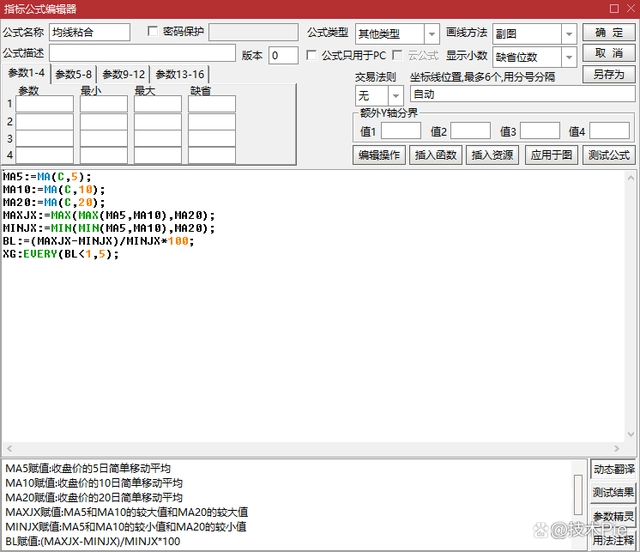 指标公式编辑器
公式名称 均线粘合 密码保护 公式类型 其他类型 画线方法 副图 确 定
公式描述 版本 0 公式只用于PC 云公式 显示小数 缺省位数 取 消
参数1-4 参数5-8 参数9-12 参数13-16 交易法则 坐标线位置,最多6个,用分号分隔 另存为
参数 最小 最大 缺省 无 自动
1
额外Y轴分界
2 值1 值2 值3 值4
3
4 编辑操作 插入函数 插入资源 应用于图 测试公式
MA5:=MA(C,5);
MA10:=MA(C,10);
MA20:=MA(C,20);
MAXJX:=MAX(MAX(MA5,MA10),MA20);
MINJX:=MIN(MIN(MA5,MA10),MA20);
BL:=(MAXJX-MINJX)/MINJX*100;
XG:EVERY(BL<1,5);
MA5赋值:收盘价的5日简单移动平均
MA10赋值:收盘价的10日简单移动平均
MA20赋值:收盘价的20日简单移动平均
MAXJX赋值:MA5和MA10的较大值和MA20的较大值
MINJX赋值:MA5和MA10的较小值和MA20的较小值
BL赋值:(MAXJX-MINJX)/MINJX*100
动态翻译
测试结果
参数精灵
用法注释
百家号@技术Pie